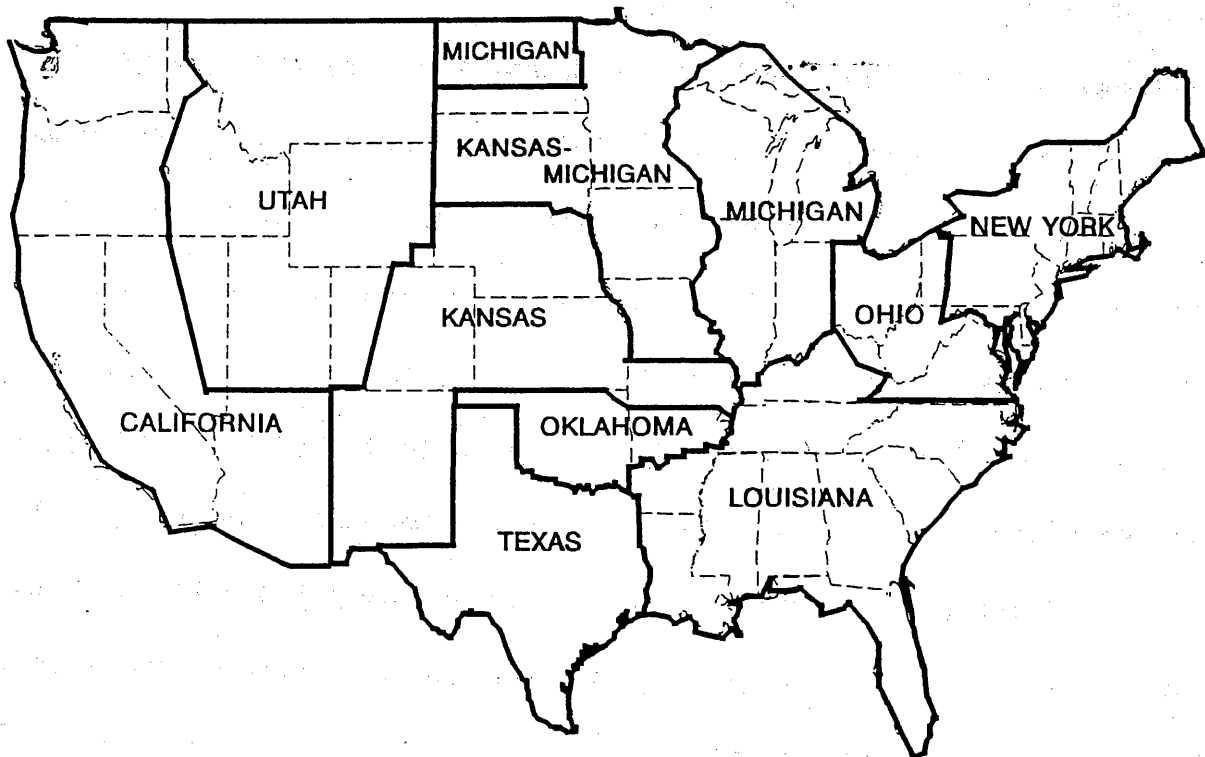 MICHIGAN
KANSAS-
MICHIGAN
UTAH
MICHIGAN
NEW YORK
KANSAS
OHIO
CALIFORNIA
OKLAHOMA
LOUISIANA
TEXAS